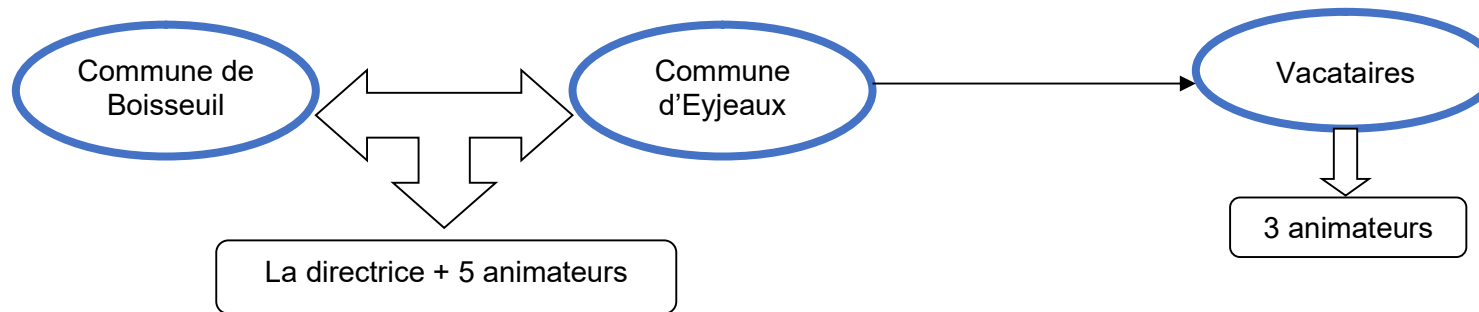 Commune de
Boisseuil
Commune
d’Eyjeaux
Vacataires
3 animateurs
La directrice + 5 animateurs